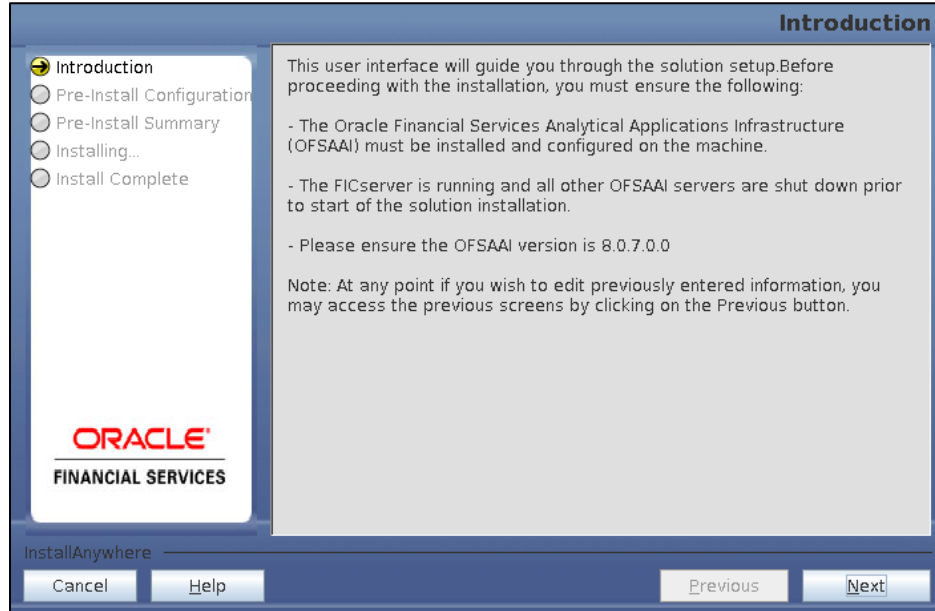 Introduction
Introduction
Pre-Install Configuration
Pre-Install Summary
Installing...
Install Complete
ORACLE
FINANCIAL SERVICES
This user interface will guide you through the solution setup.Before
proceeding with the installation, you must ensure the following:
- The Oracle Financial Services Analytical Applications Infrastructure
(OFSAAI) must be installed and configured on the machine.
- The FICserver is running and all other OFSAAI servers are shut down prior
to start of the solution installation.
- Please ensure the OFSAAI version is 8.0.7.0.0
Note: At any point if you wish to edit previously entered information, you
may access the previous screens by clicking on the Previous button.
InstallAnywhere
Cancel
Help
Previous
Next